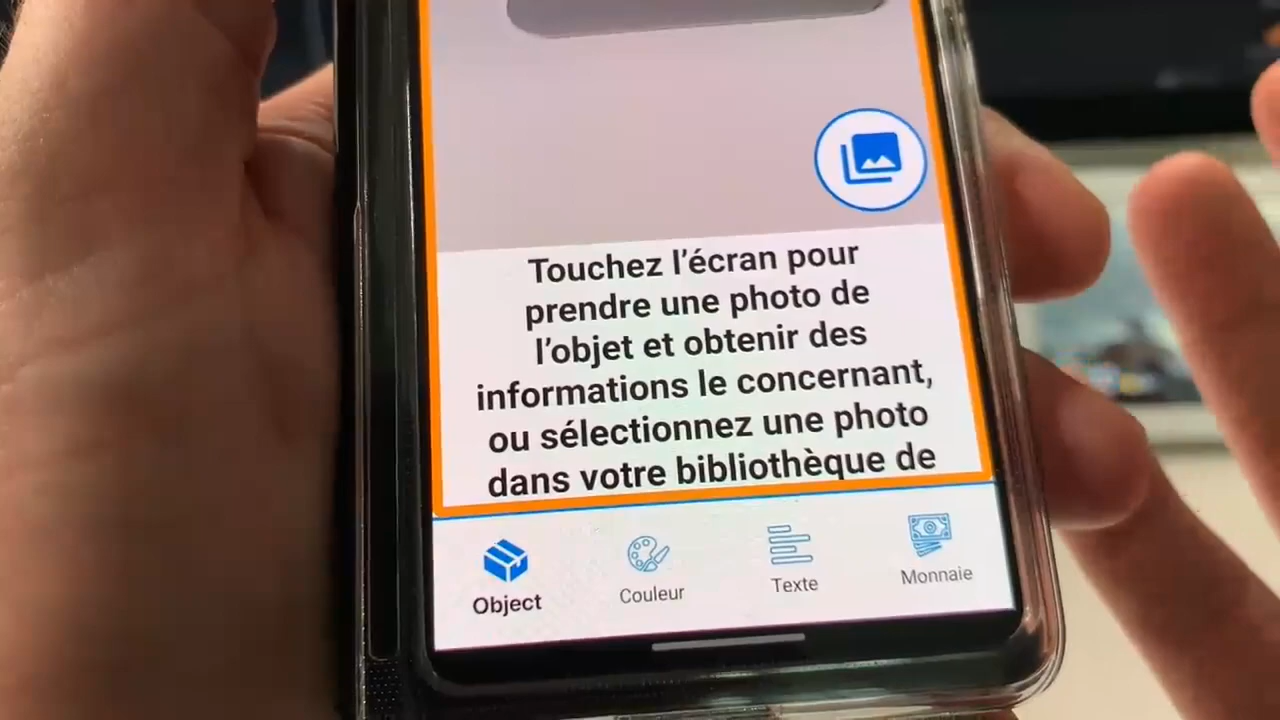 Touchez l’écran pour
prendre une photo de
l’objet et obtenir des
informations le concernant,
ou sélectionnez une photo
dans votre bibliothèque de
Object
Couleur
Texte
Monnaie